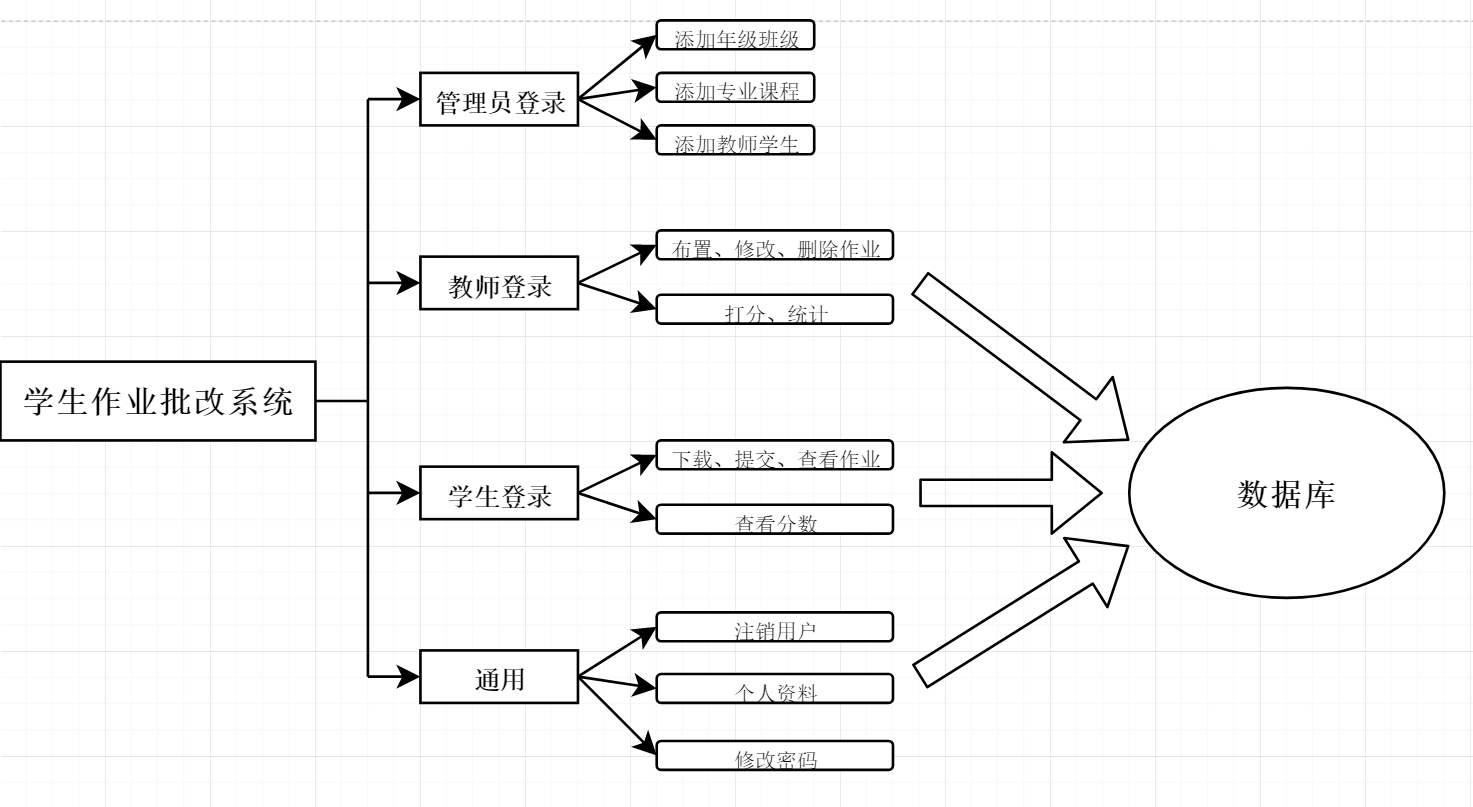 学生作业批改系统
管理员登录
添加年级班级
添加专业课程
添加教师学生
教师登录
布置、修改、删除作业
打分、统计
学生登录
下载、提交、查看作业
查看分数
通用
注销用户
个人资料
修改密码
数据库